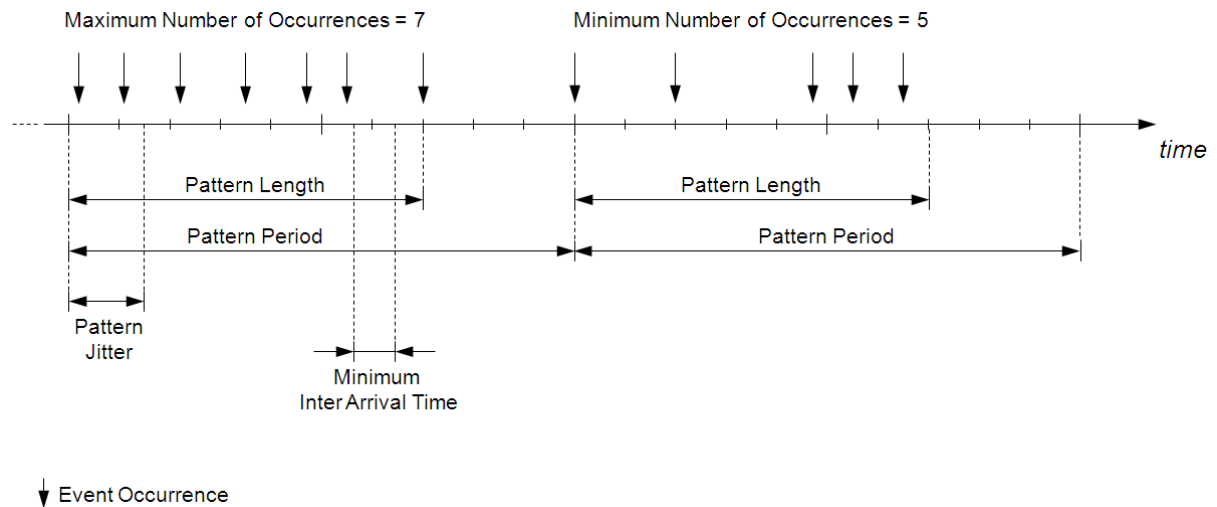 Maximum Number of Occurrences = 7
Minimum Number of Occurrences = 5
time
Pattern Length
Pattern Length
Pattern Period
Pattern Period
Pattern
Jitter
Minimum
Inter Arrival Time
Event Occurrence